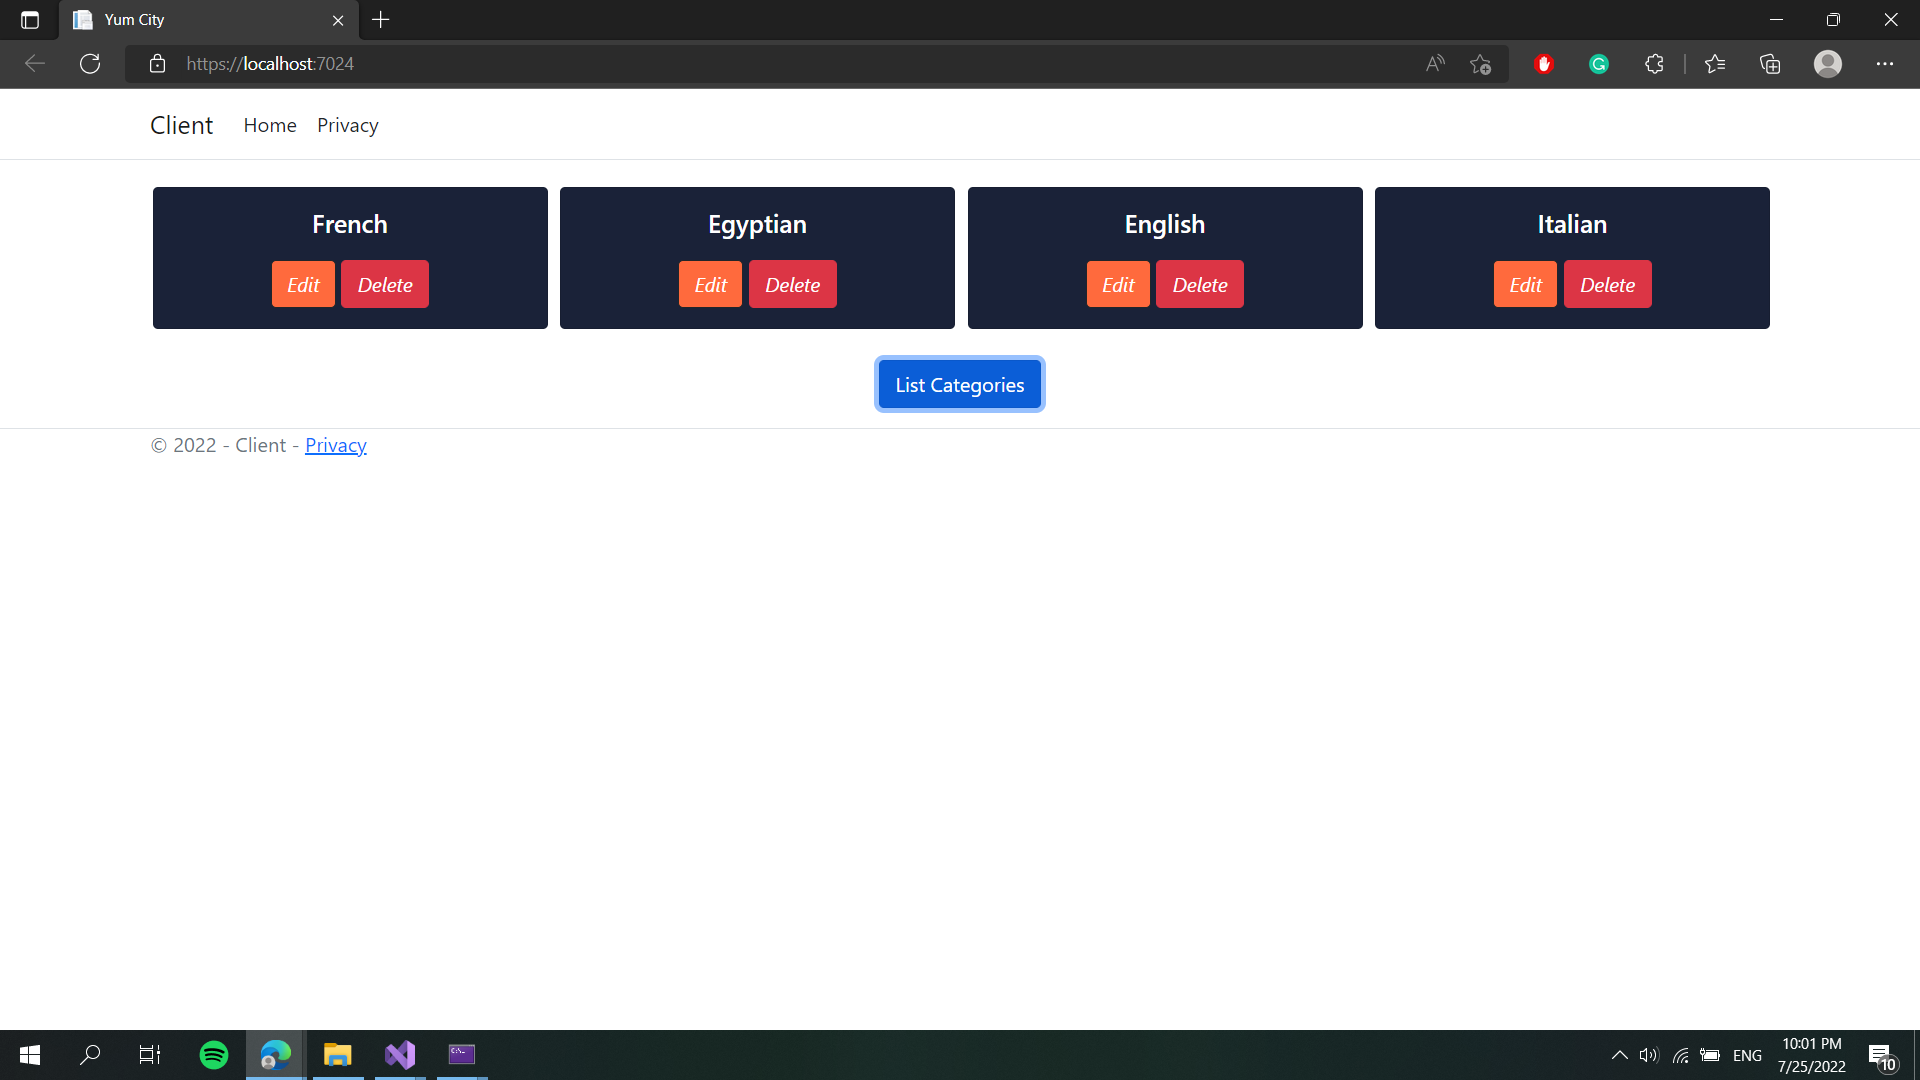 Yum City
https://localhost:7024
Client Home Privacy
French Egyptian English Italian
Edit Delete Edit Delete Edit Delete Edit Delete
List Categories
© 2022 - Client - Privacy
ENG
10:01 PM
7/25/2022
10